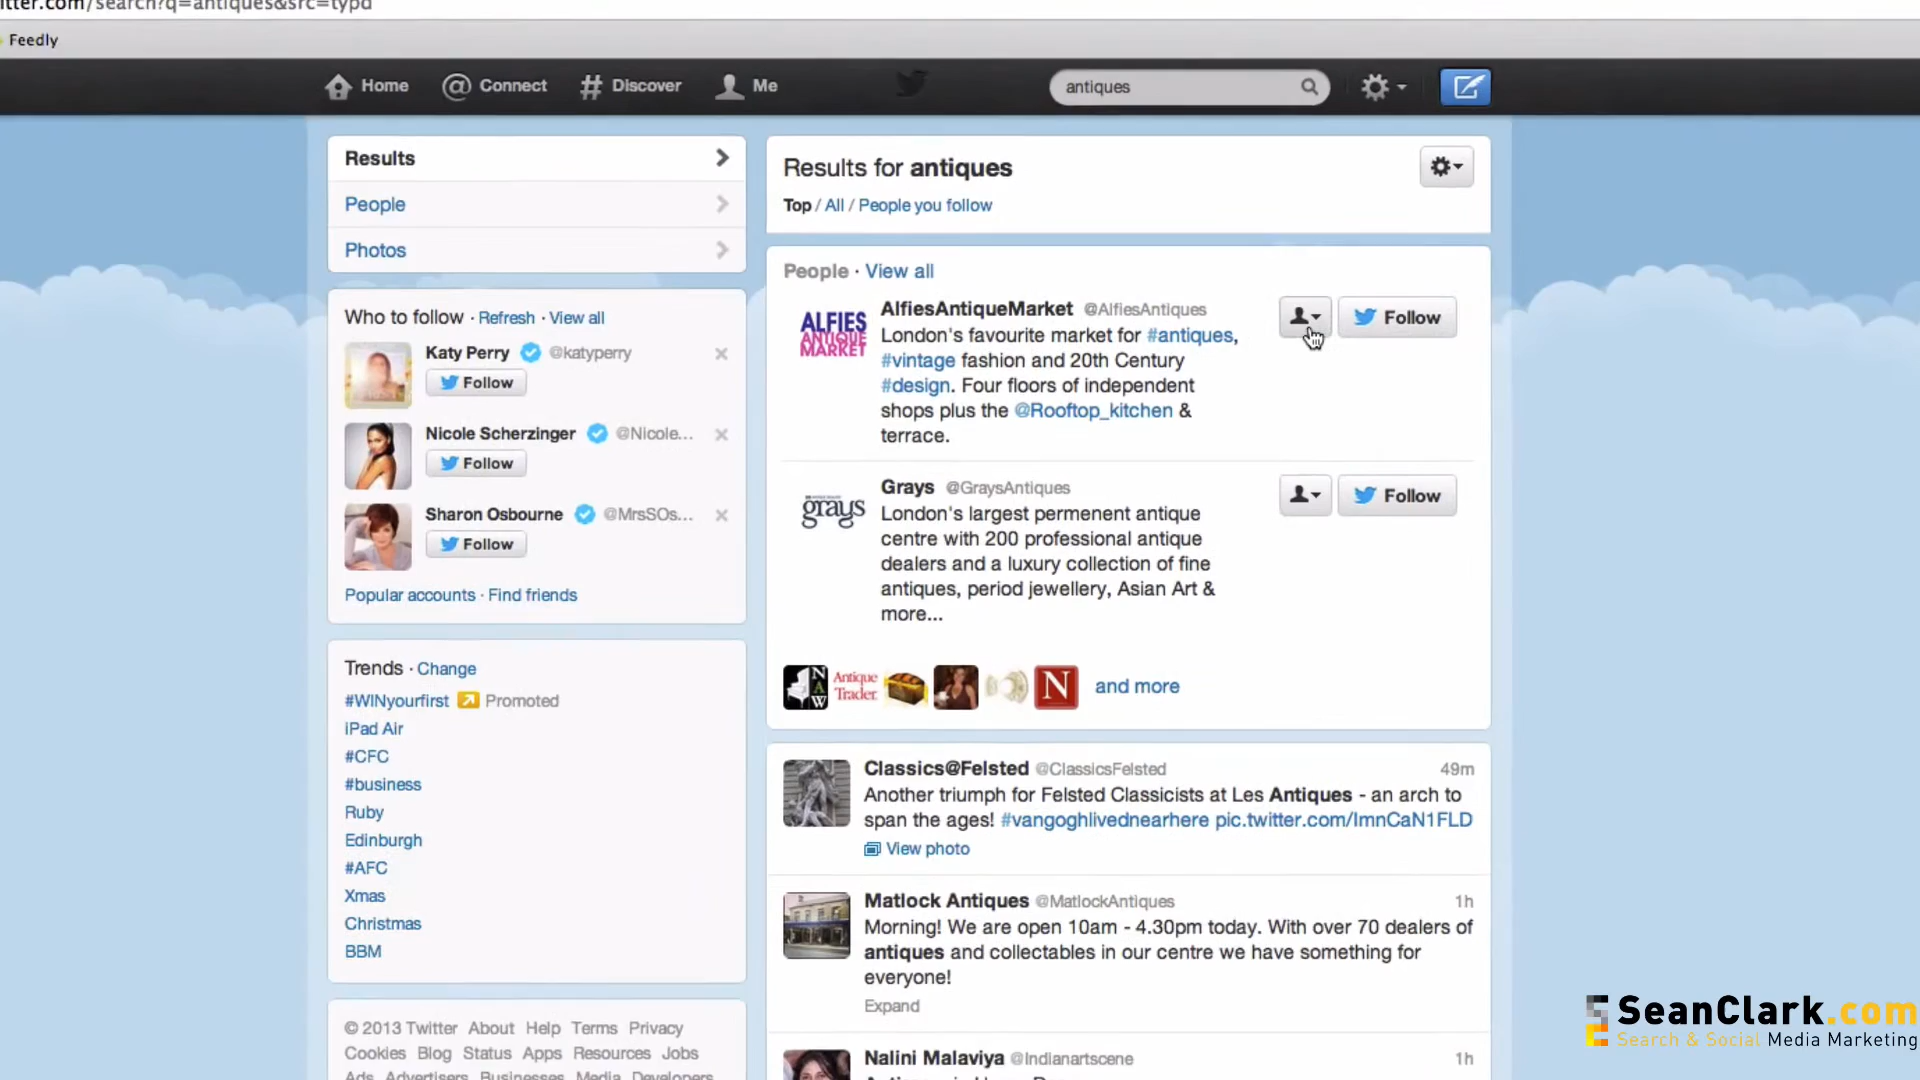 itter.com/search?q=antiques&src=typd
Feedly
Home
@ Connect
# Discover
Me
antiques
Results
People
Photos
Who to follow · Refresh · View all
Katy Perry @katyperry
Follow
Nicole Scherzinger @Nicole...
Follow
Sharon Osbourne @MrsSOs...
Follow
Popular accounts · Find friends
Trends · Change
#WINyourfirst Promoted
iPad Air
#CFC
#business
Ruby
Edinburgh
#AFC
Xmas
Christmas
BBM
© 2013 Twitter About Help Terms Privacy
Cookies Blog Status Apps Resources Jobs
Ads Advertisers Businesses Media Developers
Results for antiques
Top / All / People you follow
People · View all
ALFIES
ANTIQUE
MARKET
AlfiesAntiqueMarket @AlfiesAntiques
London's favourite market for #antiques,
#vintage fashion and 20th Century
#design. Four floors of independent
shops plus the @Rooftop_kitchen &
terrace.
Follow
grays
Grays @GraysAntiques
London's largest permenent antique
centre with 200 professional antique
dealers and a luxury collection of fine
antiques, period jewellery, Asian Art &
more...
Follow
NAW
Antique
Trader
N
and more
Classics@Felsted @ClassicsFelsted 49m
Another triumph for Felsted Classicists at Les Antiques - an arch to
span the ages! #vangoghlivednearhere pic.twitter.com/ImnCaN1FLD
View photo
Matlock Antiques @MatlockAntiques 1h
Morning! We are open 10am - 4.30pm today. With over 70 dealers of
antiques and collectables in our centre we have something for
everyone!
Expand
Nalini Malaviya @Indianartscene 1h
SeanClark.com
Search & Social Media Marketing